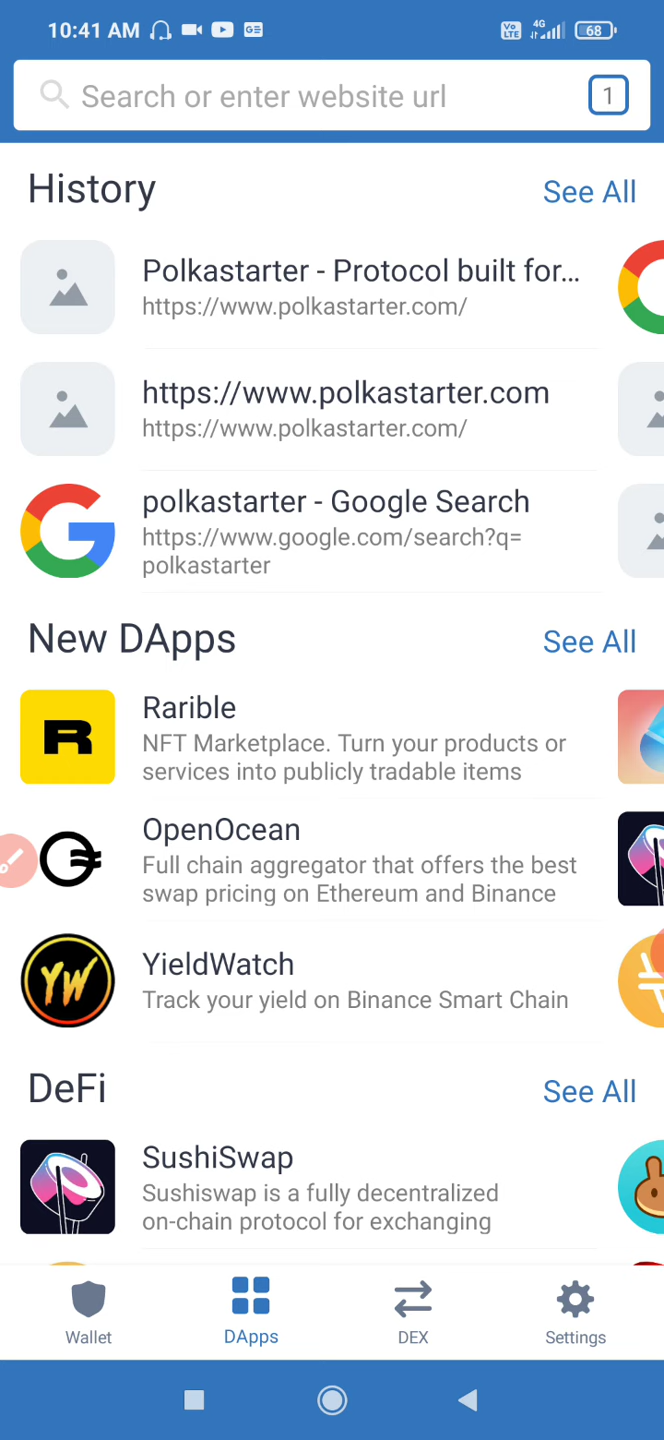 10:41 AM
Vo LTE 4G 68
Search or enter website url
1
History
See All
Polkastarter - Protocol built for...
https://www.polkastarter.com/
https://www.polkastarter.com
https://www.polkastarter.com/
polkastarter - Google Search
https://www.google.com/search?q=
polkastarter
New DApps
See All
R
Rarible
NFT Marketplace. Turn your products or
services into publicly tradable items
OpenOcean
Full chain aggregator that offers the best
swap pricing on Ethereum and Binance
YW
YieldWatch
Track your yield on Binance Smart Chain
DeFi
See All
SushiSwap
Sushiswap is a fully decentralized
on-chain protocol for exchanging
Wallet
DApps
DEX
Settings